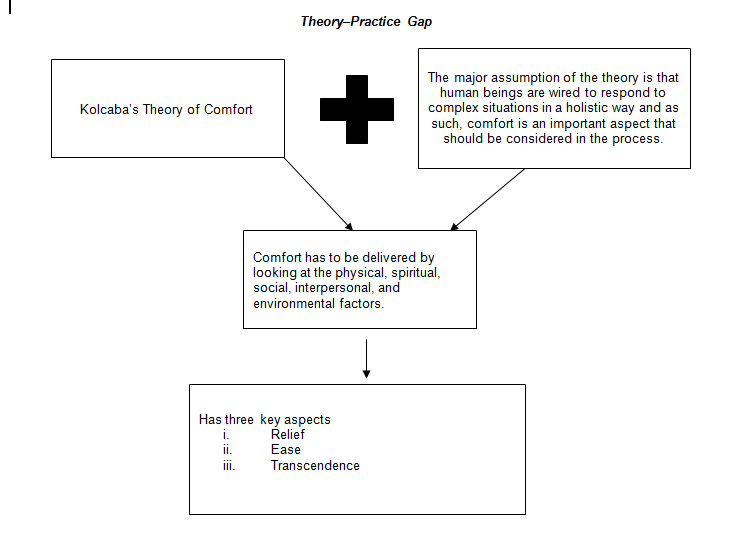 Theory–Practice Gap
Kolcaba's Theory of Comfort
The major assumption of the theory is that
human beings are wired to respond to
complex situations in a holistic way and as
such, comfort is an important aspect that
should be considered in the process.
Comfort has to be delivered by
looking at the physical, spiritual,
social, interpersonal, and
environmental factors.
Has three key aspects
i. Relief
ii. Ease
iii. Transcendence